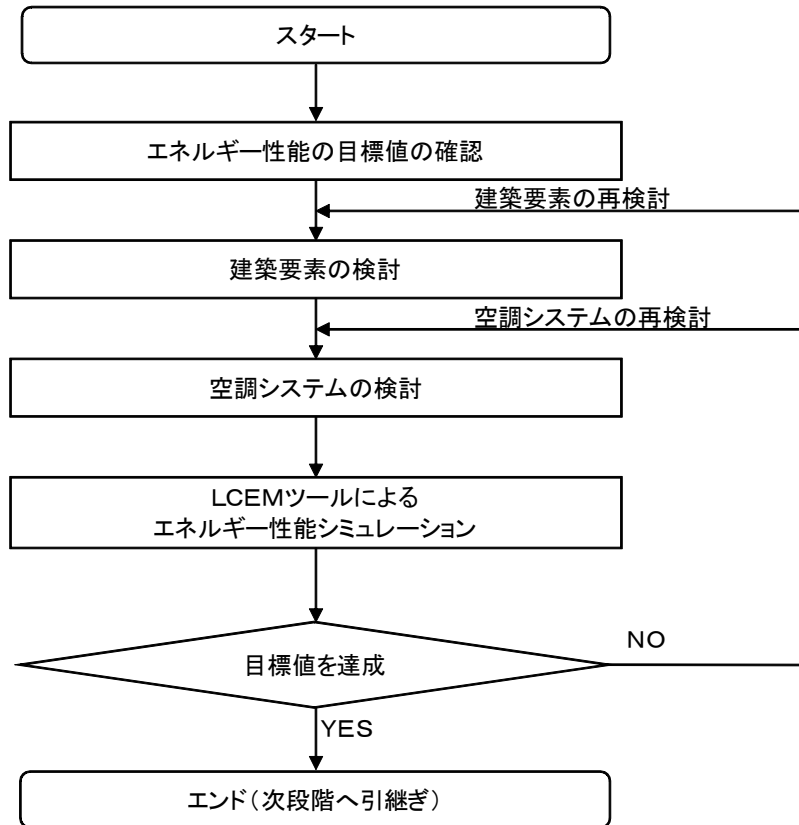 スタート
エネルギー性能の目標値の確認
建築要素の再検討
建築要素の検討
空調システムの再検討
空調システムの検討
LCEMツールによる
エネルギー性能シミュレーション
目標値を達成
NO
YES
エンド(次段階へ引継ぎ)